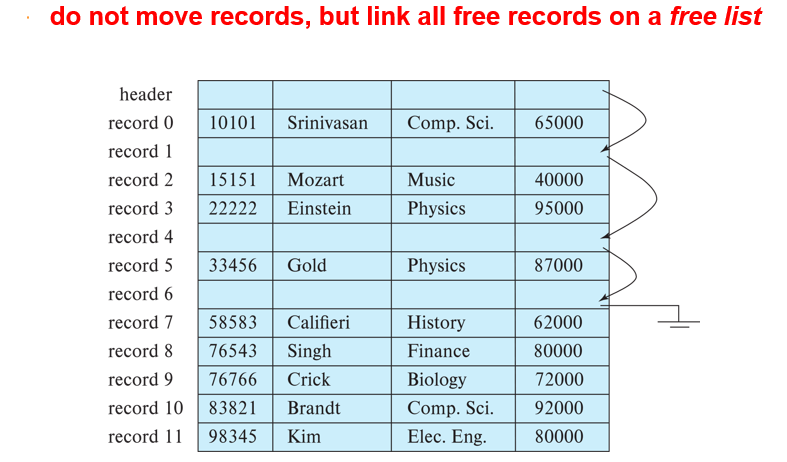 do not move records, but link all free records on a free list
header
record 0 10101 Srinivasan Comp. Sci. 65000
record 1
record 2 15151 Mozart Music 40000
record 3 22222 Einstein Physics 95000
record 4
record 5 33456 Gold Physics 87000
record 6
record 7 58583 Califieri History 62000
record 8 76543 Singh Finance 80000
record 9 76766 Crick Biology 72000
record 10 83821 Brandt Comp. Sci. 92000
record 11 98345 Kim Elec. Eng. 80000